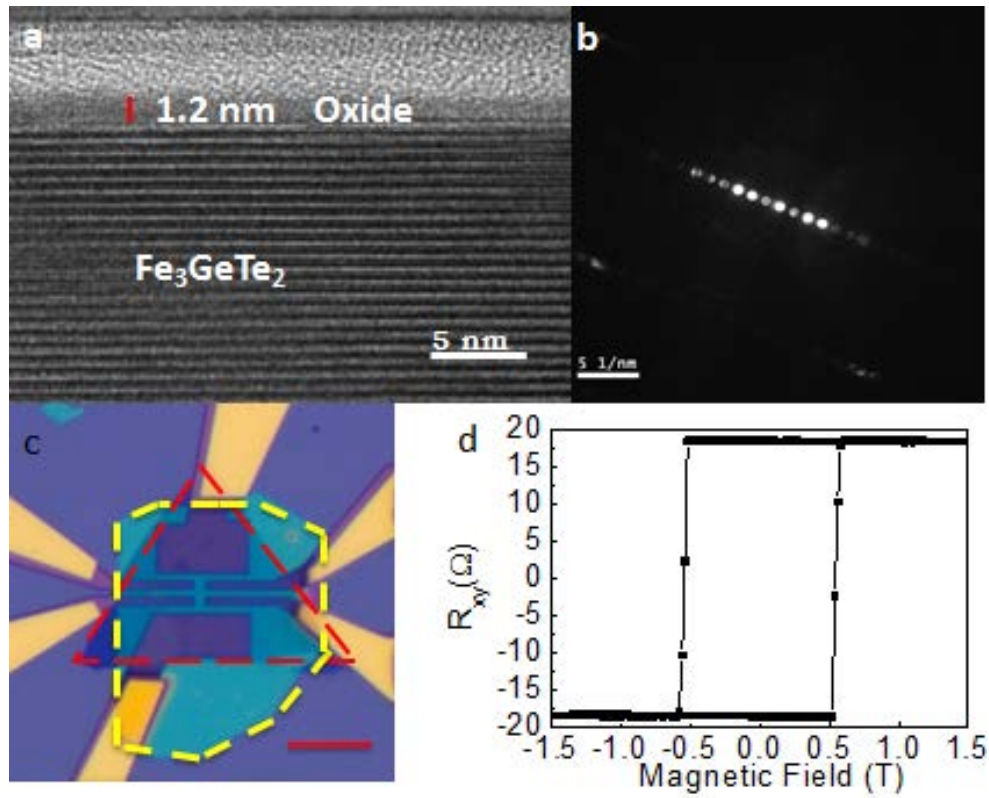 a
1.2 nm Oxide
Fe₃GeTe₂
5 nm
b
5 1/nm
c
d
20
15
10
5
0
-5
-10
-15
-20
R_xy(Ω)
-1.5 -1.0 -0.5 0.0 0.5 1.0 1.5
Magnetic Field (T)